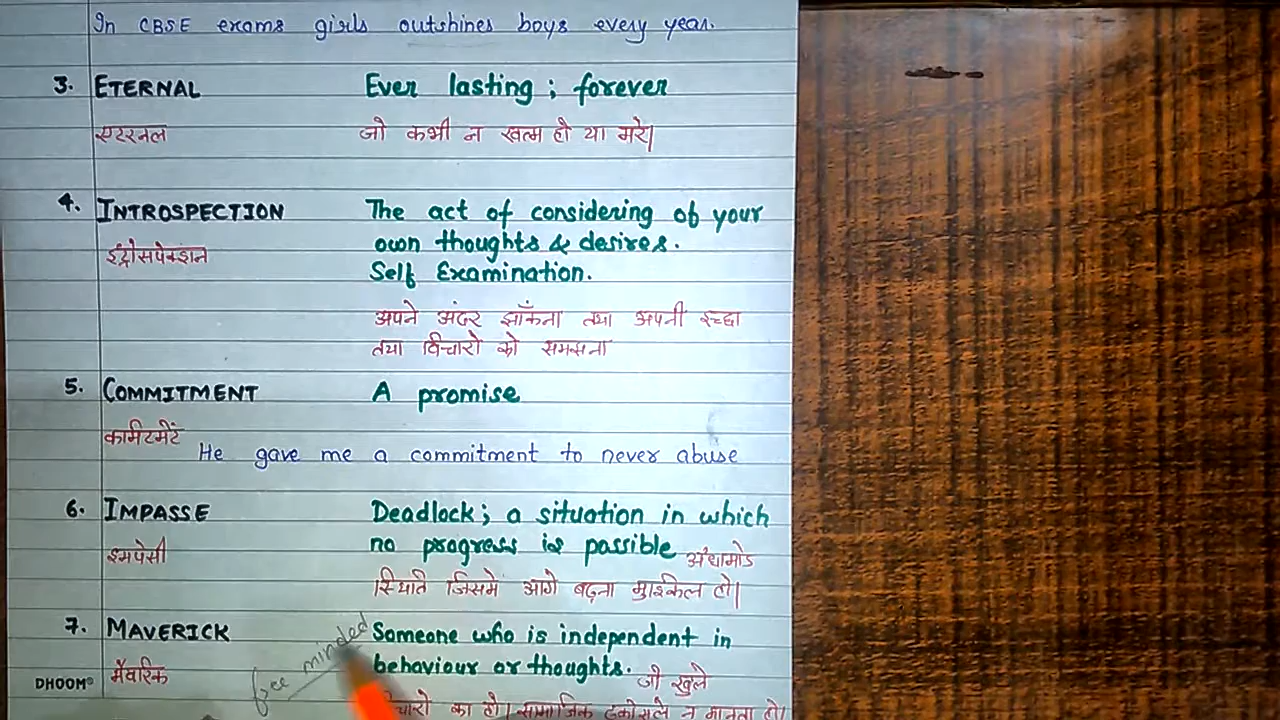 In CBSE exams girls outshines boys every year.
3. ETERNAL Ever lasting ; forever
एटरनल जो कभी न खत्म हो या मरे।
4. INTROSPECTION The act of considering of your
own thoughts & desires.
इंट्रोसपेक्शन
Self Examination.
अपने अंदर झाँकना तथा अपनी इच्छा
तथा विचारो को समझना
5. COMMITMENT A promise
कामिटमेंट
He gave me a commitment to never abuse
6. IMPASSE Deadlock; a situation in which
no progress is possible अंधामोड
इमपेसी
स्थिति जिसमें आगे बढ़ना मुश्किल हो।
7. MAVERICK free minded Someone who is independent in
behaviour or thoughts. जो खुले
मैवरिक
DHOOM®
विचारो का हो। सामाजिक ढकोसले न मानता हो।